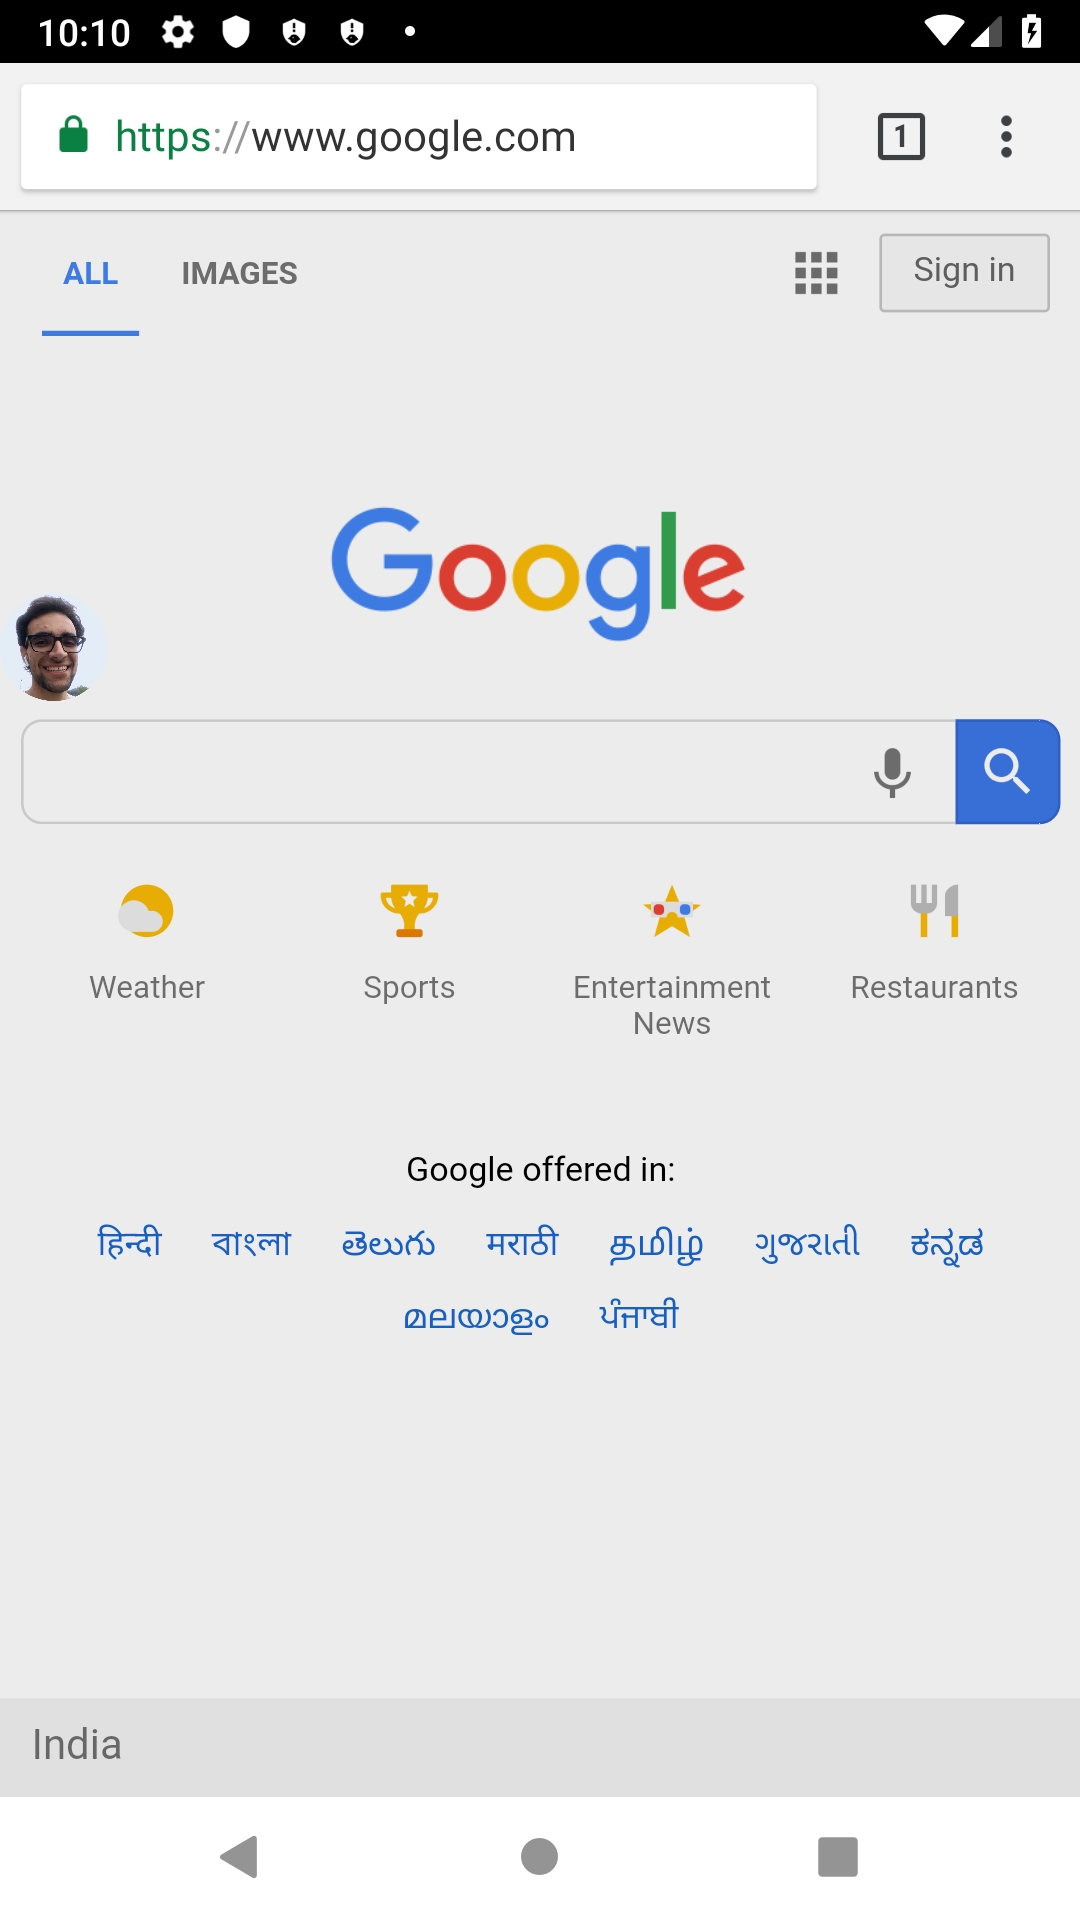 10:10
https://www.google.com
1
ALL IMAGES
Sign in
Google
Weather Sports Entertainment News Restaurants
Google offered in:
हिन्दी বাংলা తెలుగు मराठी தமிழ் ગુજરાતી ಕನ್ನಡ
മലയാളം ਪੰਜਾਬੀ
India